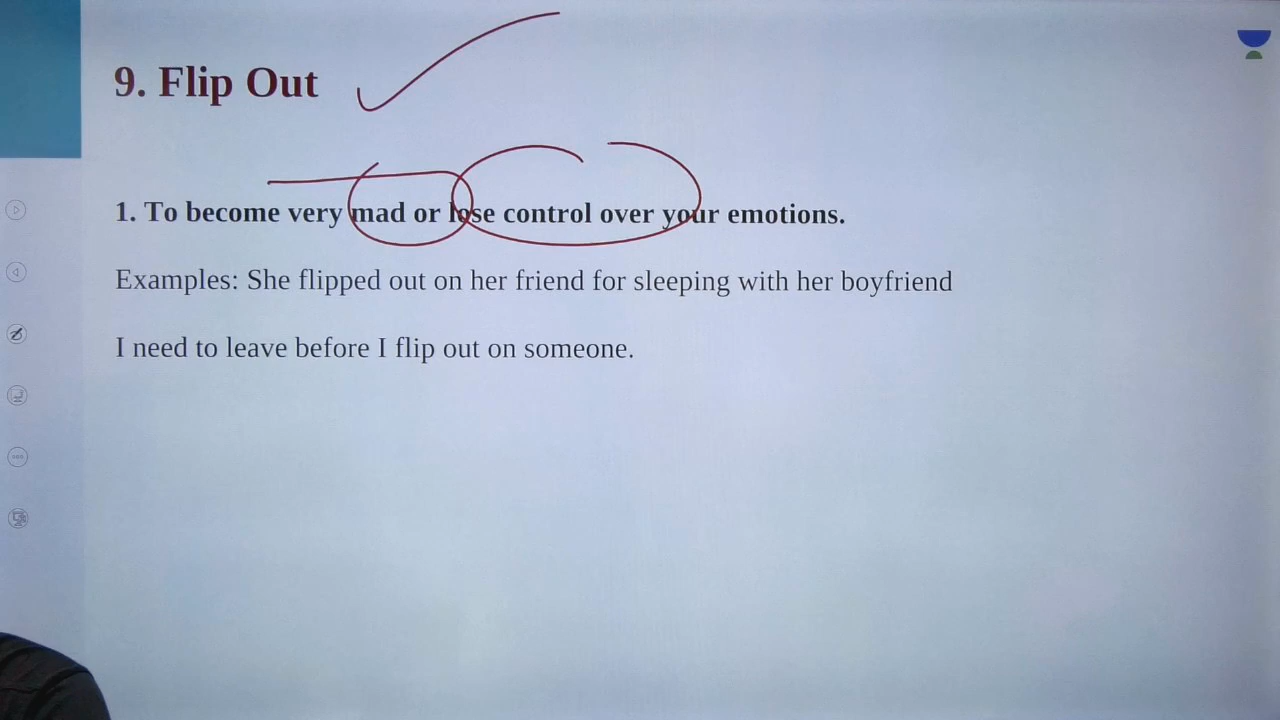 9. Flip Out
1. To become very mad or lose control over your emotions.
Examples: She flipped out on her friend for sleeping with her boyfriend
I need to leave before I flip out on someone.